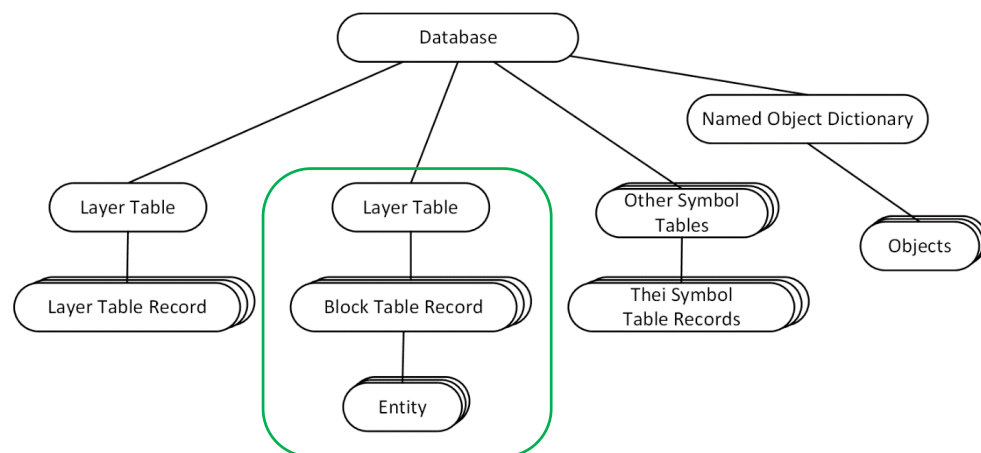 Database
Named Object Dictionary
Layer Table
Layer Table
Other Symbol
Tables
Objects
Layer Table Record
Block Table Record
Thei Symbol
Table Records
Entity